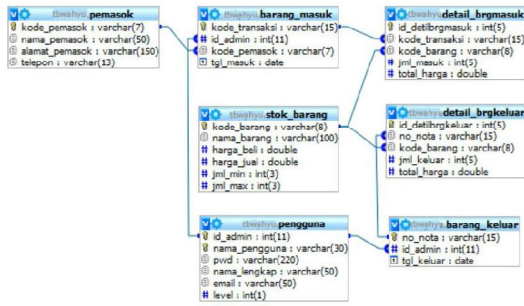 tbwahyu pemasok
kode_pemasok : varchar(7)
nama_pemasok : varchar(50)
alamat_pemasok : varchar(150)
telepon : varchar(13)
tbwahyu barang_masuk
kode_transaksi : varchar(15)
id_admin : int(11)
kode_pemasok : varchar(7)
tgl_masuk : date
tbwahyu detail_brgmasuk
id_detilbrgmasuk : int(5)
kode_transaksi : varchar(15)
kode_barang : varchar(8)
jml_masuk : int(5)
total_harga : double
tbwahyu stok_barang
kode_barang : varchar(8)
nama_barang : varchar(100)
harga_beli : double
harga_jual : double
jml_min : int(3)
jml_max : int(3)
tbwahyu detail_brgkeluar
id_detilbrgkeluar : int(5)
no_nota : varchar(15)
kode_barang : varchar(8)
jml_keluar : int(5)
total_harga : double
tbwahyu pengguna
id_admin : int(11)
nama_pengguna : varchar(30)
pwd : varchar(220)
nama_lengkap : varchar(50)
email : varchar(50)
level : int(1)
tbwahyu barang_keluar
no_nota : varchar(15)
id_admin : int(11)
tgl_keluar : date